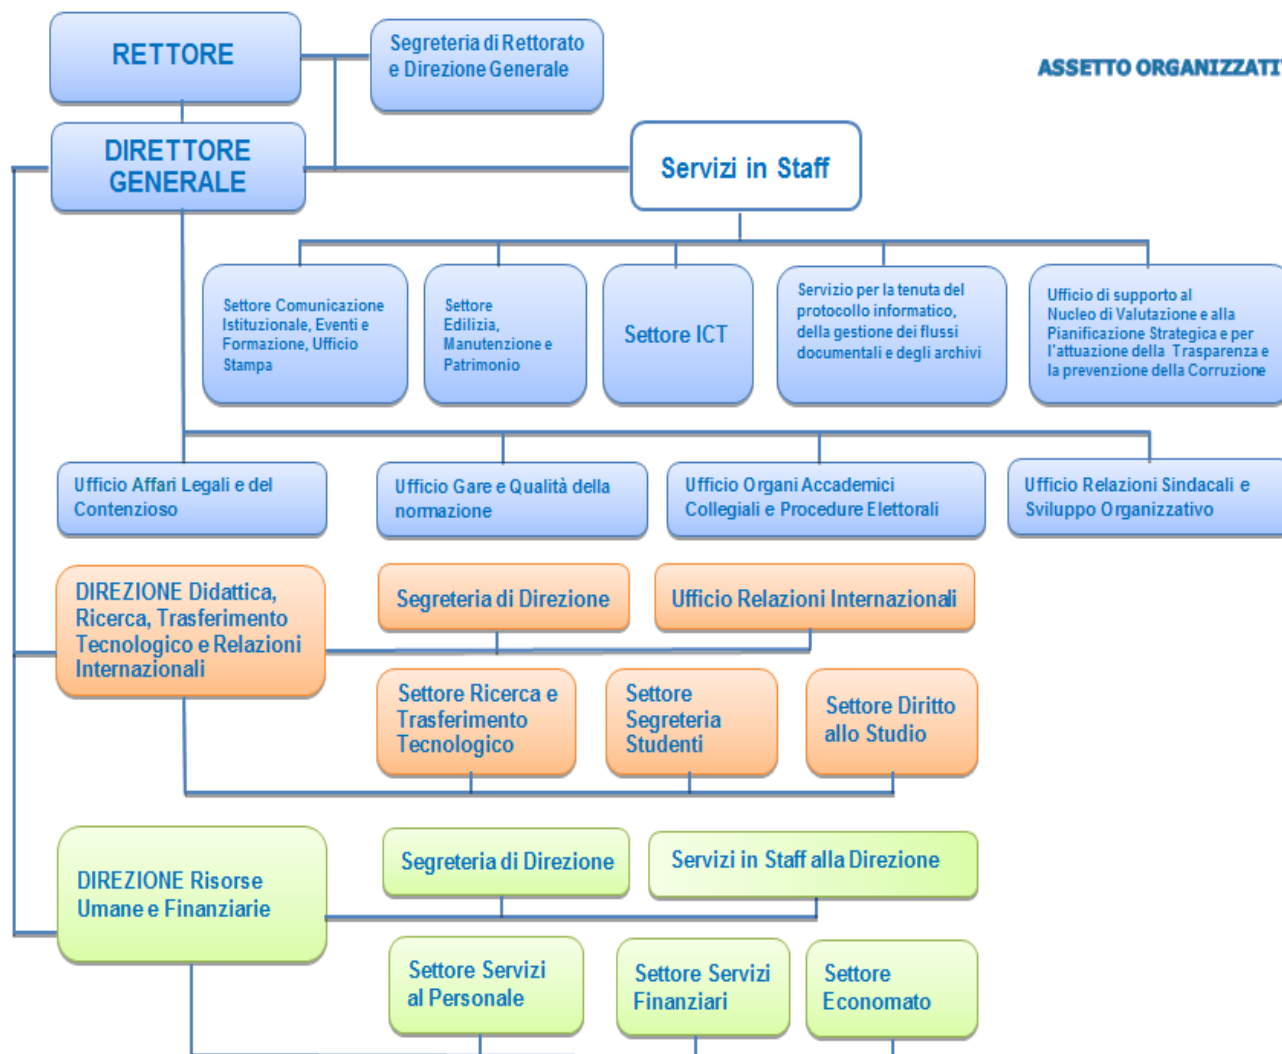 RETTORE
Segreteria di Rettorato
e Direzione Generale
ASSETTO ORGANIZZATI
DIRETTORE
GENERALE
Servizi in Staff
Settore Comunicazione
Istituzionale, Eventi e
Formazione, Ufficio
Stampa
Settore
Edilizia,
Manutenzione e
Patrimonio
Settore ICT
Servizio per la tenuta del
protocollo informatico,
della gestione dei flussi
documentali e degli archivi
Ufficio di supporto al
Nucleo di Valutazione e alla
Pianificazione Strategica e per
l'attuazione della Trasparenza e
la prevenzione della Corruzione
Ufficio Affari Legali e del
Contenzioso
Ufficio Gare e Qualità della
normazione
Ufficio Organi Accademici
Collegiali e Procedure Elettorali
Ufficio Relazioni Sindacali e
Sviluppo Organizzativo
DIREZIONE Didattica,
Ricerca, Trasferimento
Tecnologico e Relazioni
Internazionali
Segreteria di Direzione
Ufficio Relazioni Internazionali
Settore Ricerca e
Trasferimento
Tecnologico
Settore
Segreteria
Studenti
Settore Diritto
allo Studio
DIREZIONE Risorse
Umane e Finanziarie
Segreteria di Direzione
Servizi in Staff alla Direzione
Settore Servizi
al Personale
Settore Servizi
Finanziari
Settore
Economato